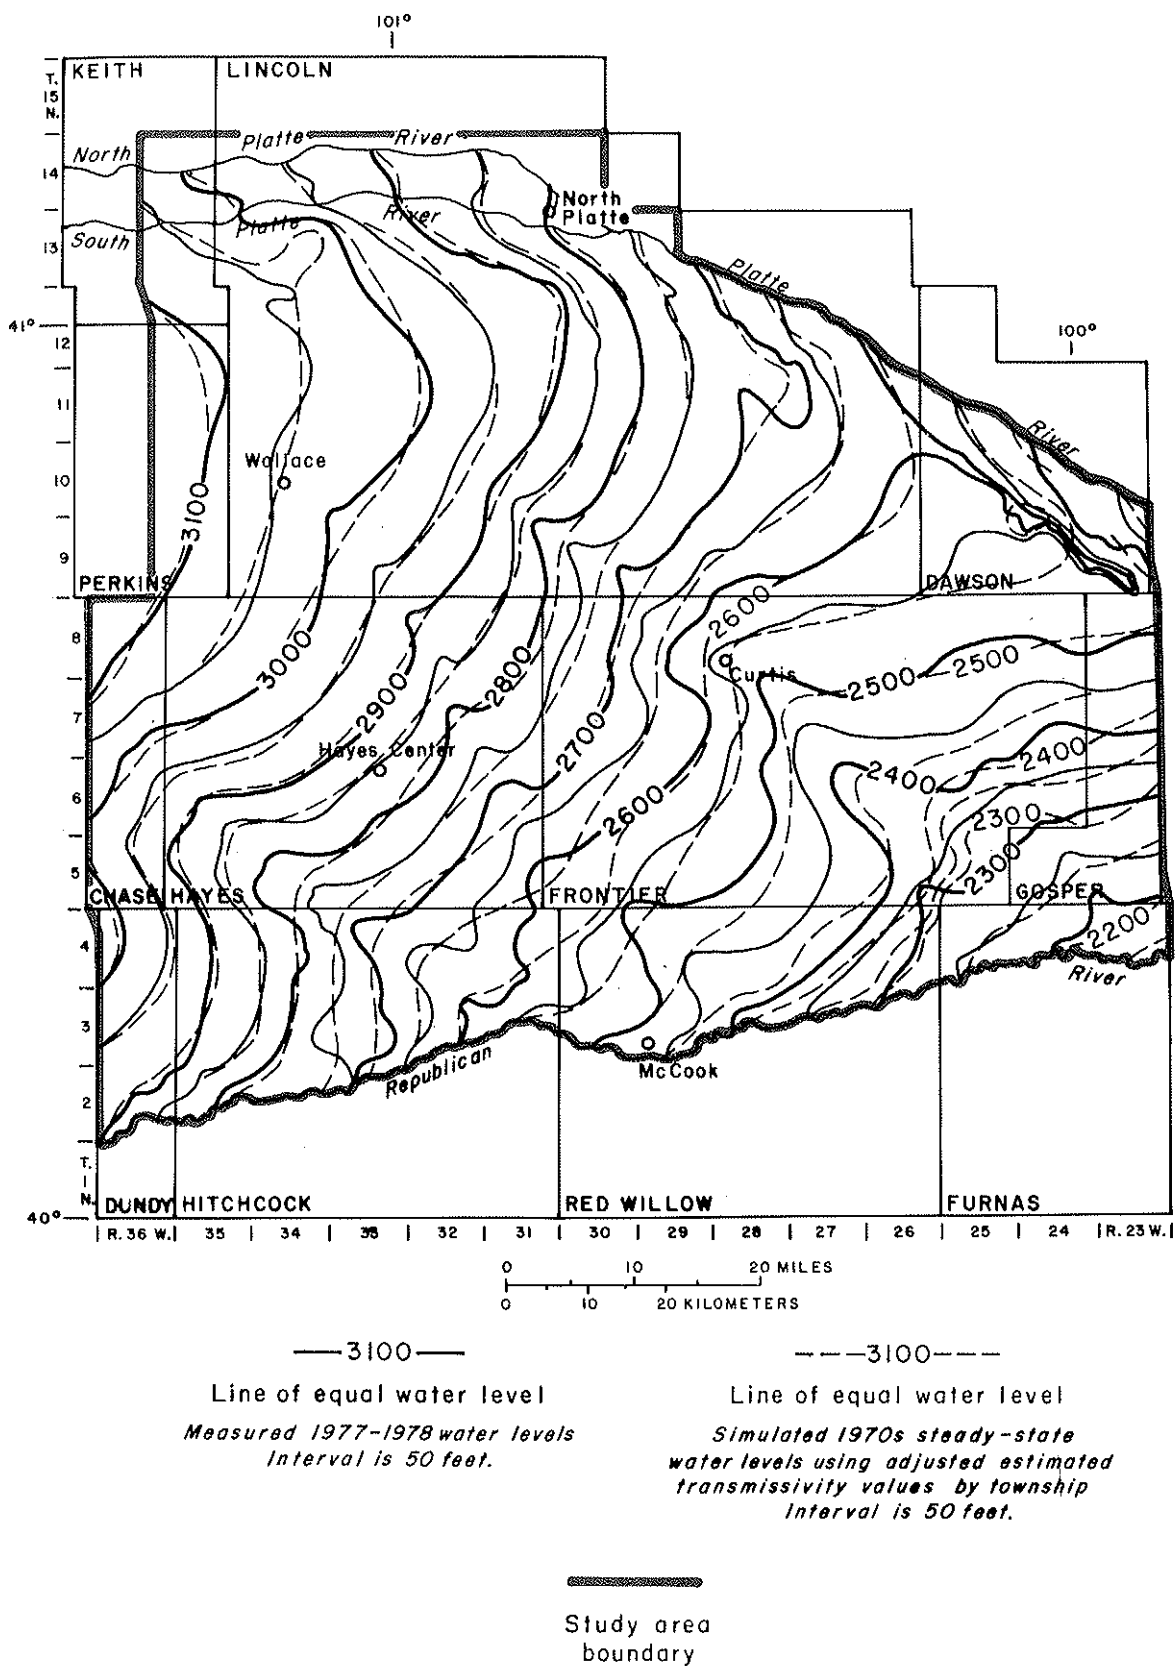 101°
KEITH
LINCOLN
T.
15
N.
North
Platte
River
14
North
Platte
South
Platte
River
13
Platte
41°
100°
12
11
River
Wallace
10
3100
9
PERKINS
DAWSON
2600
8
3000
2800
Curtis
2500
2500
2900
7
Hayes Center
2700
2400
2400
6
2600
2300
5
2300
CHASE
HAYES
FRONTIER
GOSPER
4
2200
River
3
Republican
McCook
2
T.
1
N.
DUNDY
HITCHCOCK
RED WILLOW
FURNAS
40°
R. 36 W.
35
34
33
32
31
30
29
28
27
26
25
24
R. 23 W.
0 10 20 MILES
0 10 20 KILOMETERS
3100
Line of equal water level
Measured 1977-1978 water levels
Interval is 50 feet.
3100
Line of equal water level
Simulated 1970s steady-state
water levels using adjusted estimated
transmissivity values by township
Interval is 50 feet.
Study area
boundary